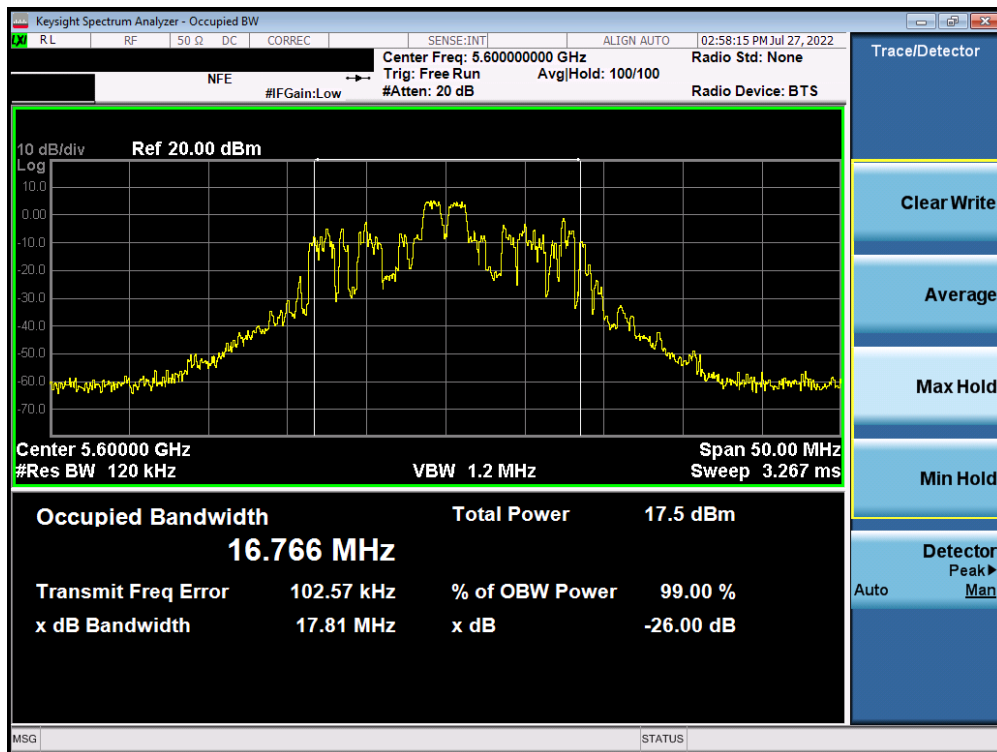 Keysight Spectrum Analyzer - Occupied BW
LXI RL RF 50 Ω DC CORREC SENSE:INT ALIGN AUTO 02:58:15 PM Jul 27, 2022
Center Freq: 5.600000000 GHz Radio Std: None
NFE Trig: Free Run Avg|Hold: 100/100
#IFGain:Low #Atten: 20 dB Radio Device: BTS
10 dB/div Ref 20.00 dBm
Log
10.0
0.00
-10.0
-20.0
-30.0
-40.0
-50.0
-60.0
-70.0
Center 5.60000 GHz Span 50.00 MHz
#Res BW 120 kHz VBW 1.2 MHz Sweep 3.267 ms
Occupied Bandwidth Total Power 17.5 dBm
16.766 MHz
Transmit Freq Error 102.57 kHz % of OBW Power 99.00 %
x dB Bandwidth 17.81 MHz x dB -26.00 dB
MSG STATUS
Trace/Detector
Clear Write
Average
Max Hold
Min Hold
Detector
Peak▶
Auto Man